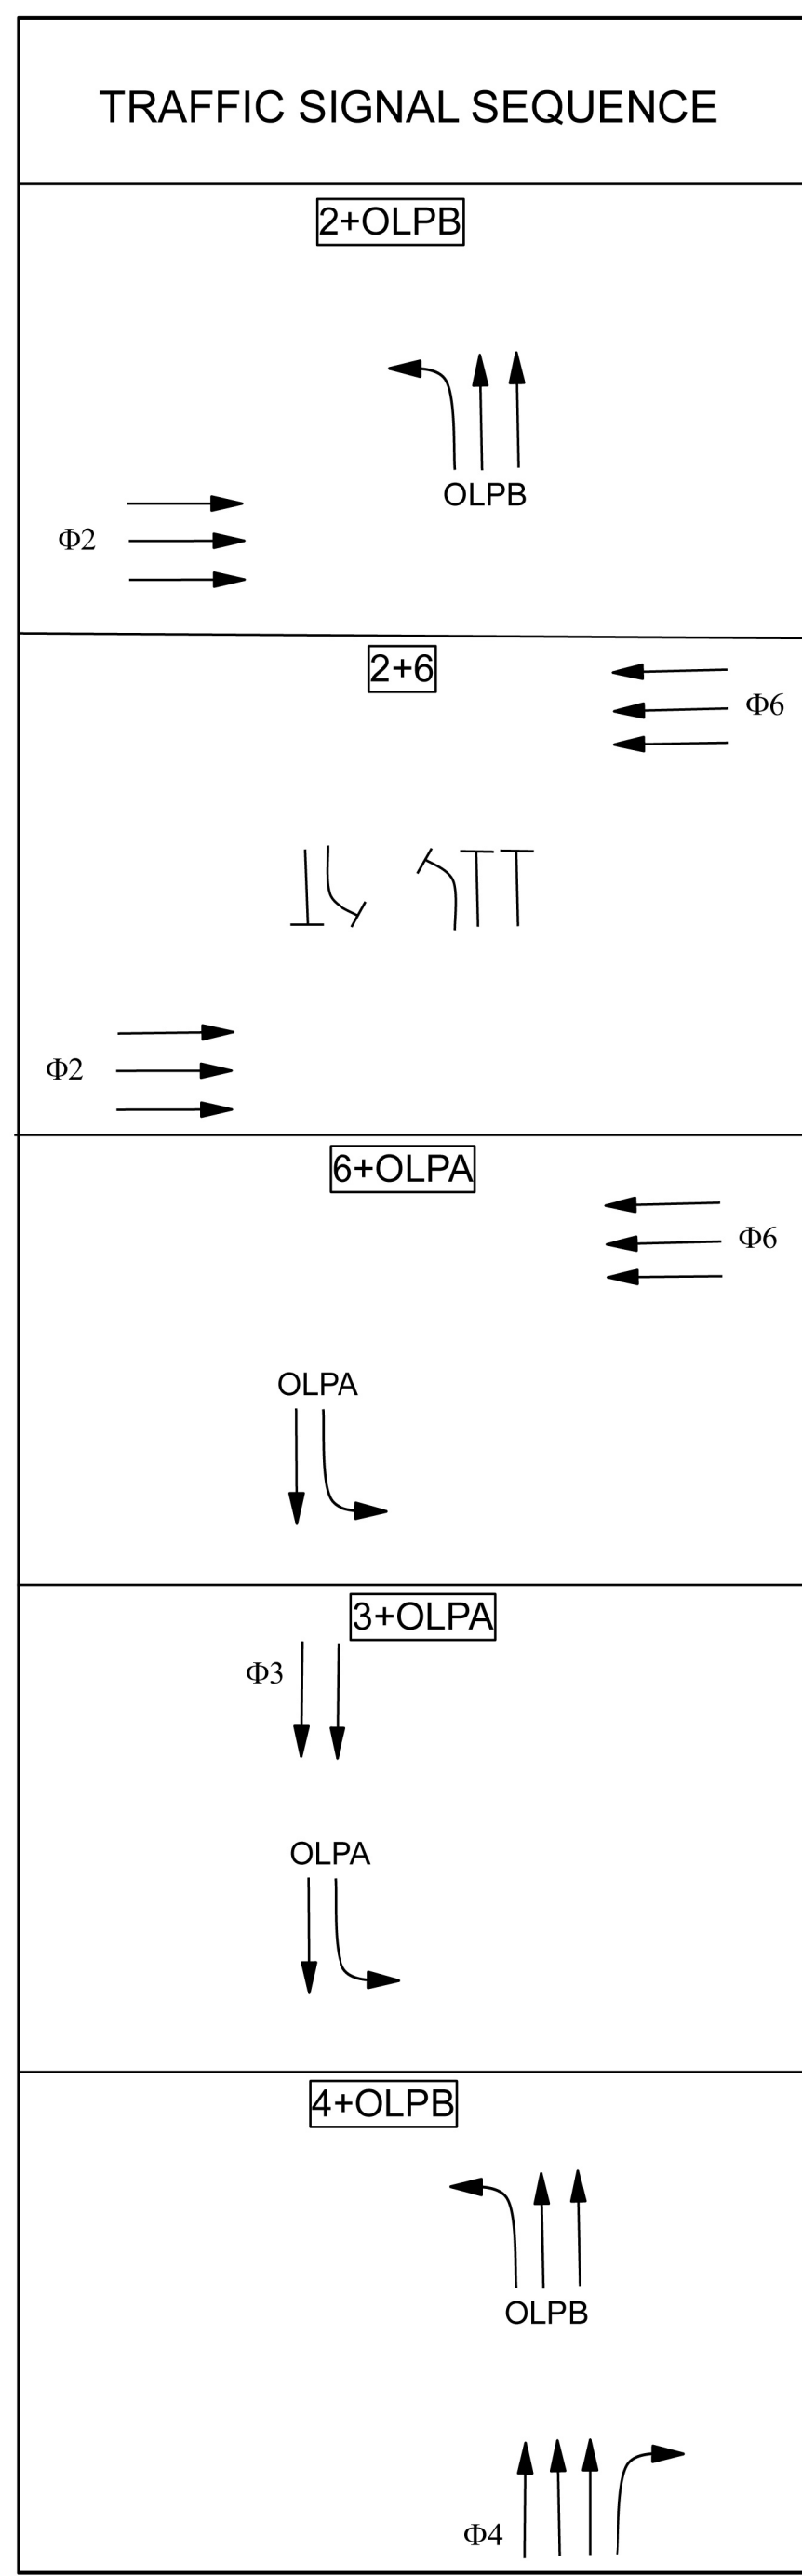 TRAFFIC SIGNAL SEQUENCE
2+OLPB
OLPB
Φ2
2+6
Φ6
Φ2
6+OLPA
Φ6
OLPA
3+OLPA
Φ3
OLPA
4+OLPB
OLPB
Φ4